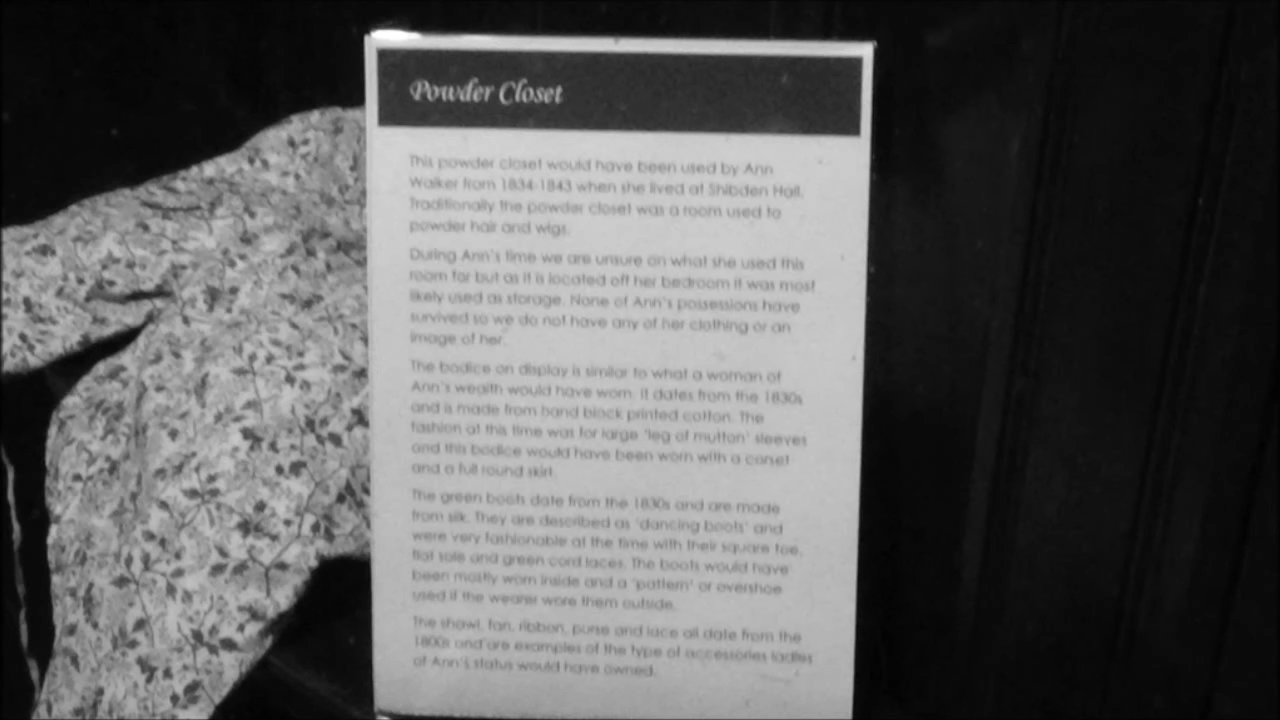 Powder Closet
This powder closet would have been used by Ann
Walker from 1834-1843 when she lived at Shibden Hall.
Traditionally the powder closet was a room used to
powder hair and wigs.
During Ann's time we are unsure on what she used this
room for but as it is located off her bedroom it was most
likely used as storage. None of Ann's possessions have
survived so we do not have any of her clothing or an
image of her.
The bodice on display is similar to what a woman of
Ann's wealth would have worn. It dates from the 1830s
and is made from hand block printed cotton. The
fashion at this time was for large 'leg of mutton' sleeves
and this bodice would have been worn with a corset
and a full round skirt.
The green boots date from the 1830s and are made
from silk. They are described as 'dancing boots' and
were very fashionable at the time with their square toe,
flat sole and green cord laces. The boots would have
been mostly worn inside and a 'pattern' or overshoe
used if the wearer wore them outside.
The shawl, fan, ribbon, purse and lace all date from the
1800s and are examples of the type of accessories ladies
of Ann's status would have owned.